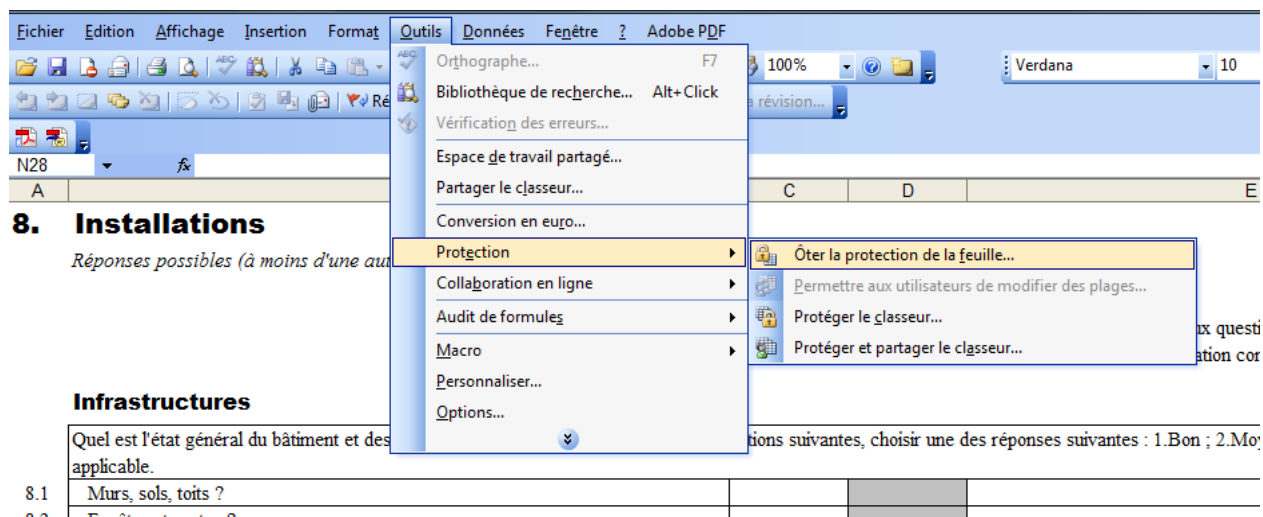 Fichier Edition Affichage Insertion Format Outils Données Fenêtre ? Adobe PDF
ABC
100%
Verdana 10
Ré
a révision...
N28 fx
A C D E
Orthographe... F7
Bibliothèque de recherche... Alt+Click
Vérification des erreurs...
Espace de travail partagé...
Partager le classeur...
Conversion en euro...
Protection
Collaboration en ligne
Audit de formules
Macro
Personnaliser...
Options...
Ôter la protection de la feuille...
Permettre aux utilisateurs de modifier des plages...
Protéger le classeur...
Protéger et partager le classeur...
8. Installations
Réponses possibles (à moins d'une au
ux questi
ation cor
Infrastructures
Quel est l'état général du bâtiment et des
tions suivantes, choisir une des réponses suivantes : 1.Bon ; 2.Moy
applicable.
8.1 Murs, sols, toits ?